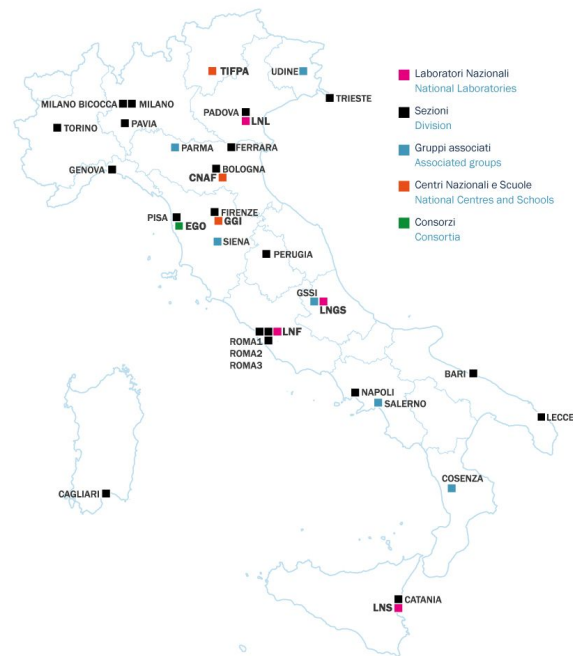 TIFPA
UDINE
MILANO BICOCCA
MILANO
TRIESTE
TORINO
PAVIA
PADOVA
LNL
PARMA
FERRARA
GENOVA
BOLOGNA
CNAF
FIRENZE
GGI
PISA
EGO
SIENA
PERUGIA
GSSI
LNGS
LNF
ROMA1
ROMA2
ROMA3
BARI
NAPOLI
SALERNO
LECCE
COSENZA
CAGLIARI
CATANIA
LNS
Laboratori Nazionali
National Laboratories
Sezioni
Division
Gruppi associati
Associated groups
Centri Nazionali e Scuole
National Centres and Schools
Consorzi
Consortia